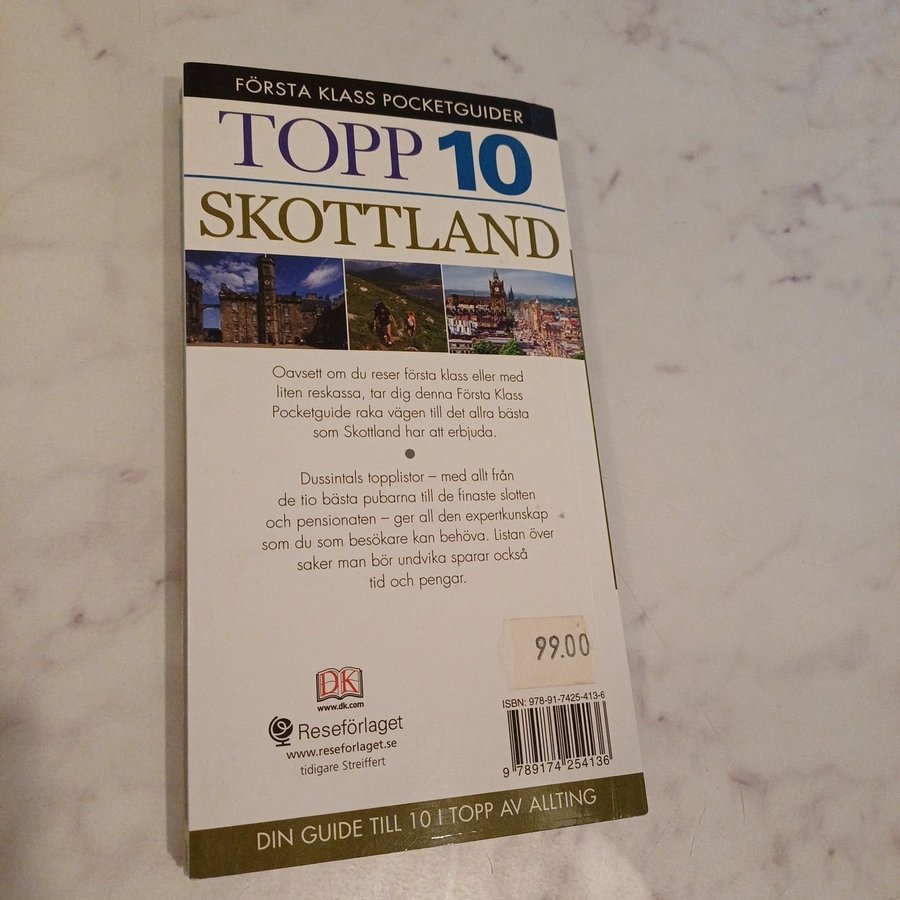 FÖRSTA KLASS POCKETGUIDER
TOPP 10
SKOTTLAND
Oavsett om du reser första klass eller med
liten reskassa, tar dig denna Första Klass
Pocketguide raka vägen till det allra bästa
som Skottland har att erbjuda.
Dussintals topplistor – med allt från
de tio bästa pubarna till de finaste slotten
och pensionaten – ger all den expertkunskap
som du som besökare kan behöva. Listan över
saker man bör undvika sparar också
tid och pengar.
99.00
DK
www.dk.com
Reseförlaget
www.reseforlaget.se
tidigare Streiffert
ISBN: 978-91-7425-413-6
9 789174 254136
DIN GUIDE TILL 10 I TOPP AV ALLTING